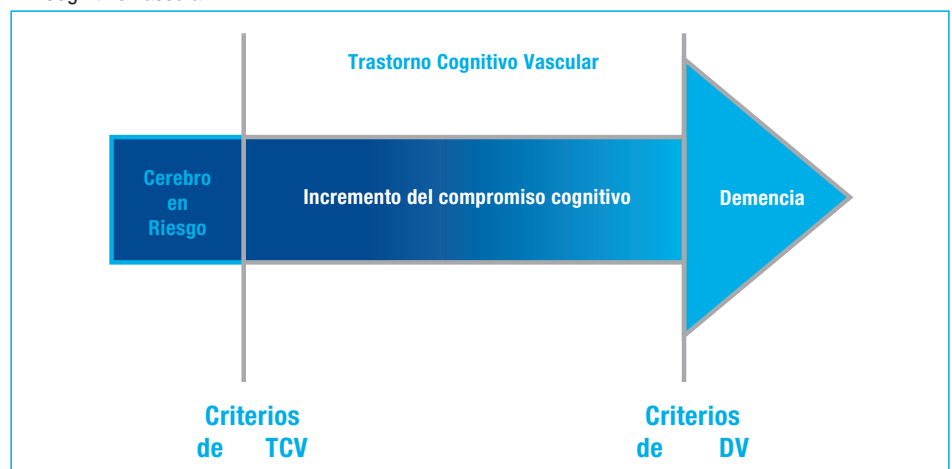 Trastorno Cognitivo Vascular
Cerebro
en
Riesgo
Incremento del compromiso cognitivo
Demencia
Criterios
de TCV
Criterios
de DV